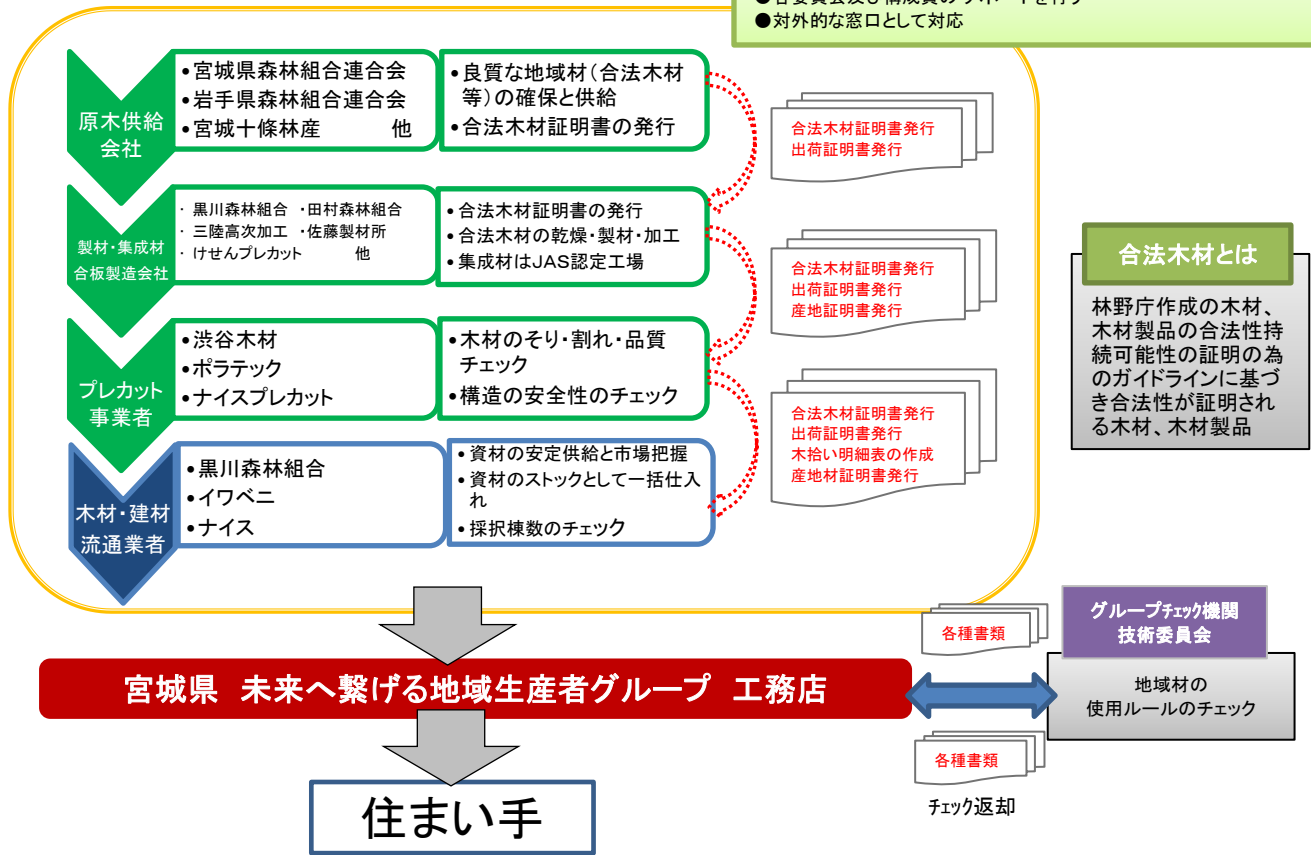 ●対外的な窓口として対応
原木供給
会社
•宮城県森林組合連合会
•岩手県森林組合連合会
•宮城十條林産　　他
•良質な地域材(合法木材
等)の確保と供給
•合法木材証明書の発行
合法木材証明書発行
出荷証明書発行
製材・集成材
合板製造会社
· 黒川森林組合 ・田村森林組合
· 三陸高次加工 ・佐藤製材所
· けせんプレカット　　他
•合法木材証明書の発行
•合法木材の乾燥・製材・加工
•集成材はJAS認定工場
合法木材証明書発行
出荷証明書発行
産地証明書発行
プレカット
事業者
•渋谷木材
•ポラテック
•ナイスプレカット
•木材のそり・割れ・品質
チェック
•構造の安全性のチェック
合法木材証明書発行
出荷証明書発行
木拾い明細表の作成
産地材証明書発行
木材・建材
流通業者
•黒川森林組合
•イワベニ
•ナイス
•資材の安定供給と市場把握
•資材のストックとして一括仕入
れ
•採択棟数のチェック
合法木材とは
林野庁作成の木材、
木材製品の合法性持
続可能性の証明の為
のガイドラインに基づ
き合法性が証明され
る木材、木材製品
宮城県 未来へ繋げる地域生産者グループ 工務店
各種書類
グループチェック機関
技術委員会
地域材の
使用ルールのチェック
各種書類
チェック返却
住まい手